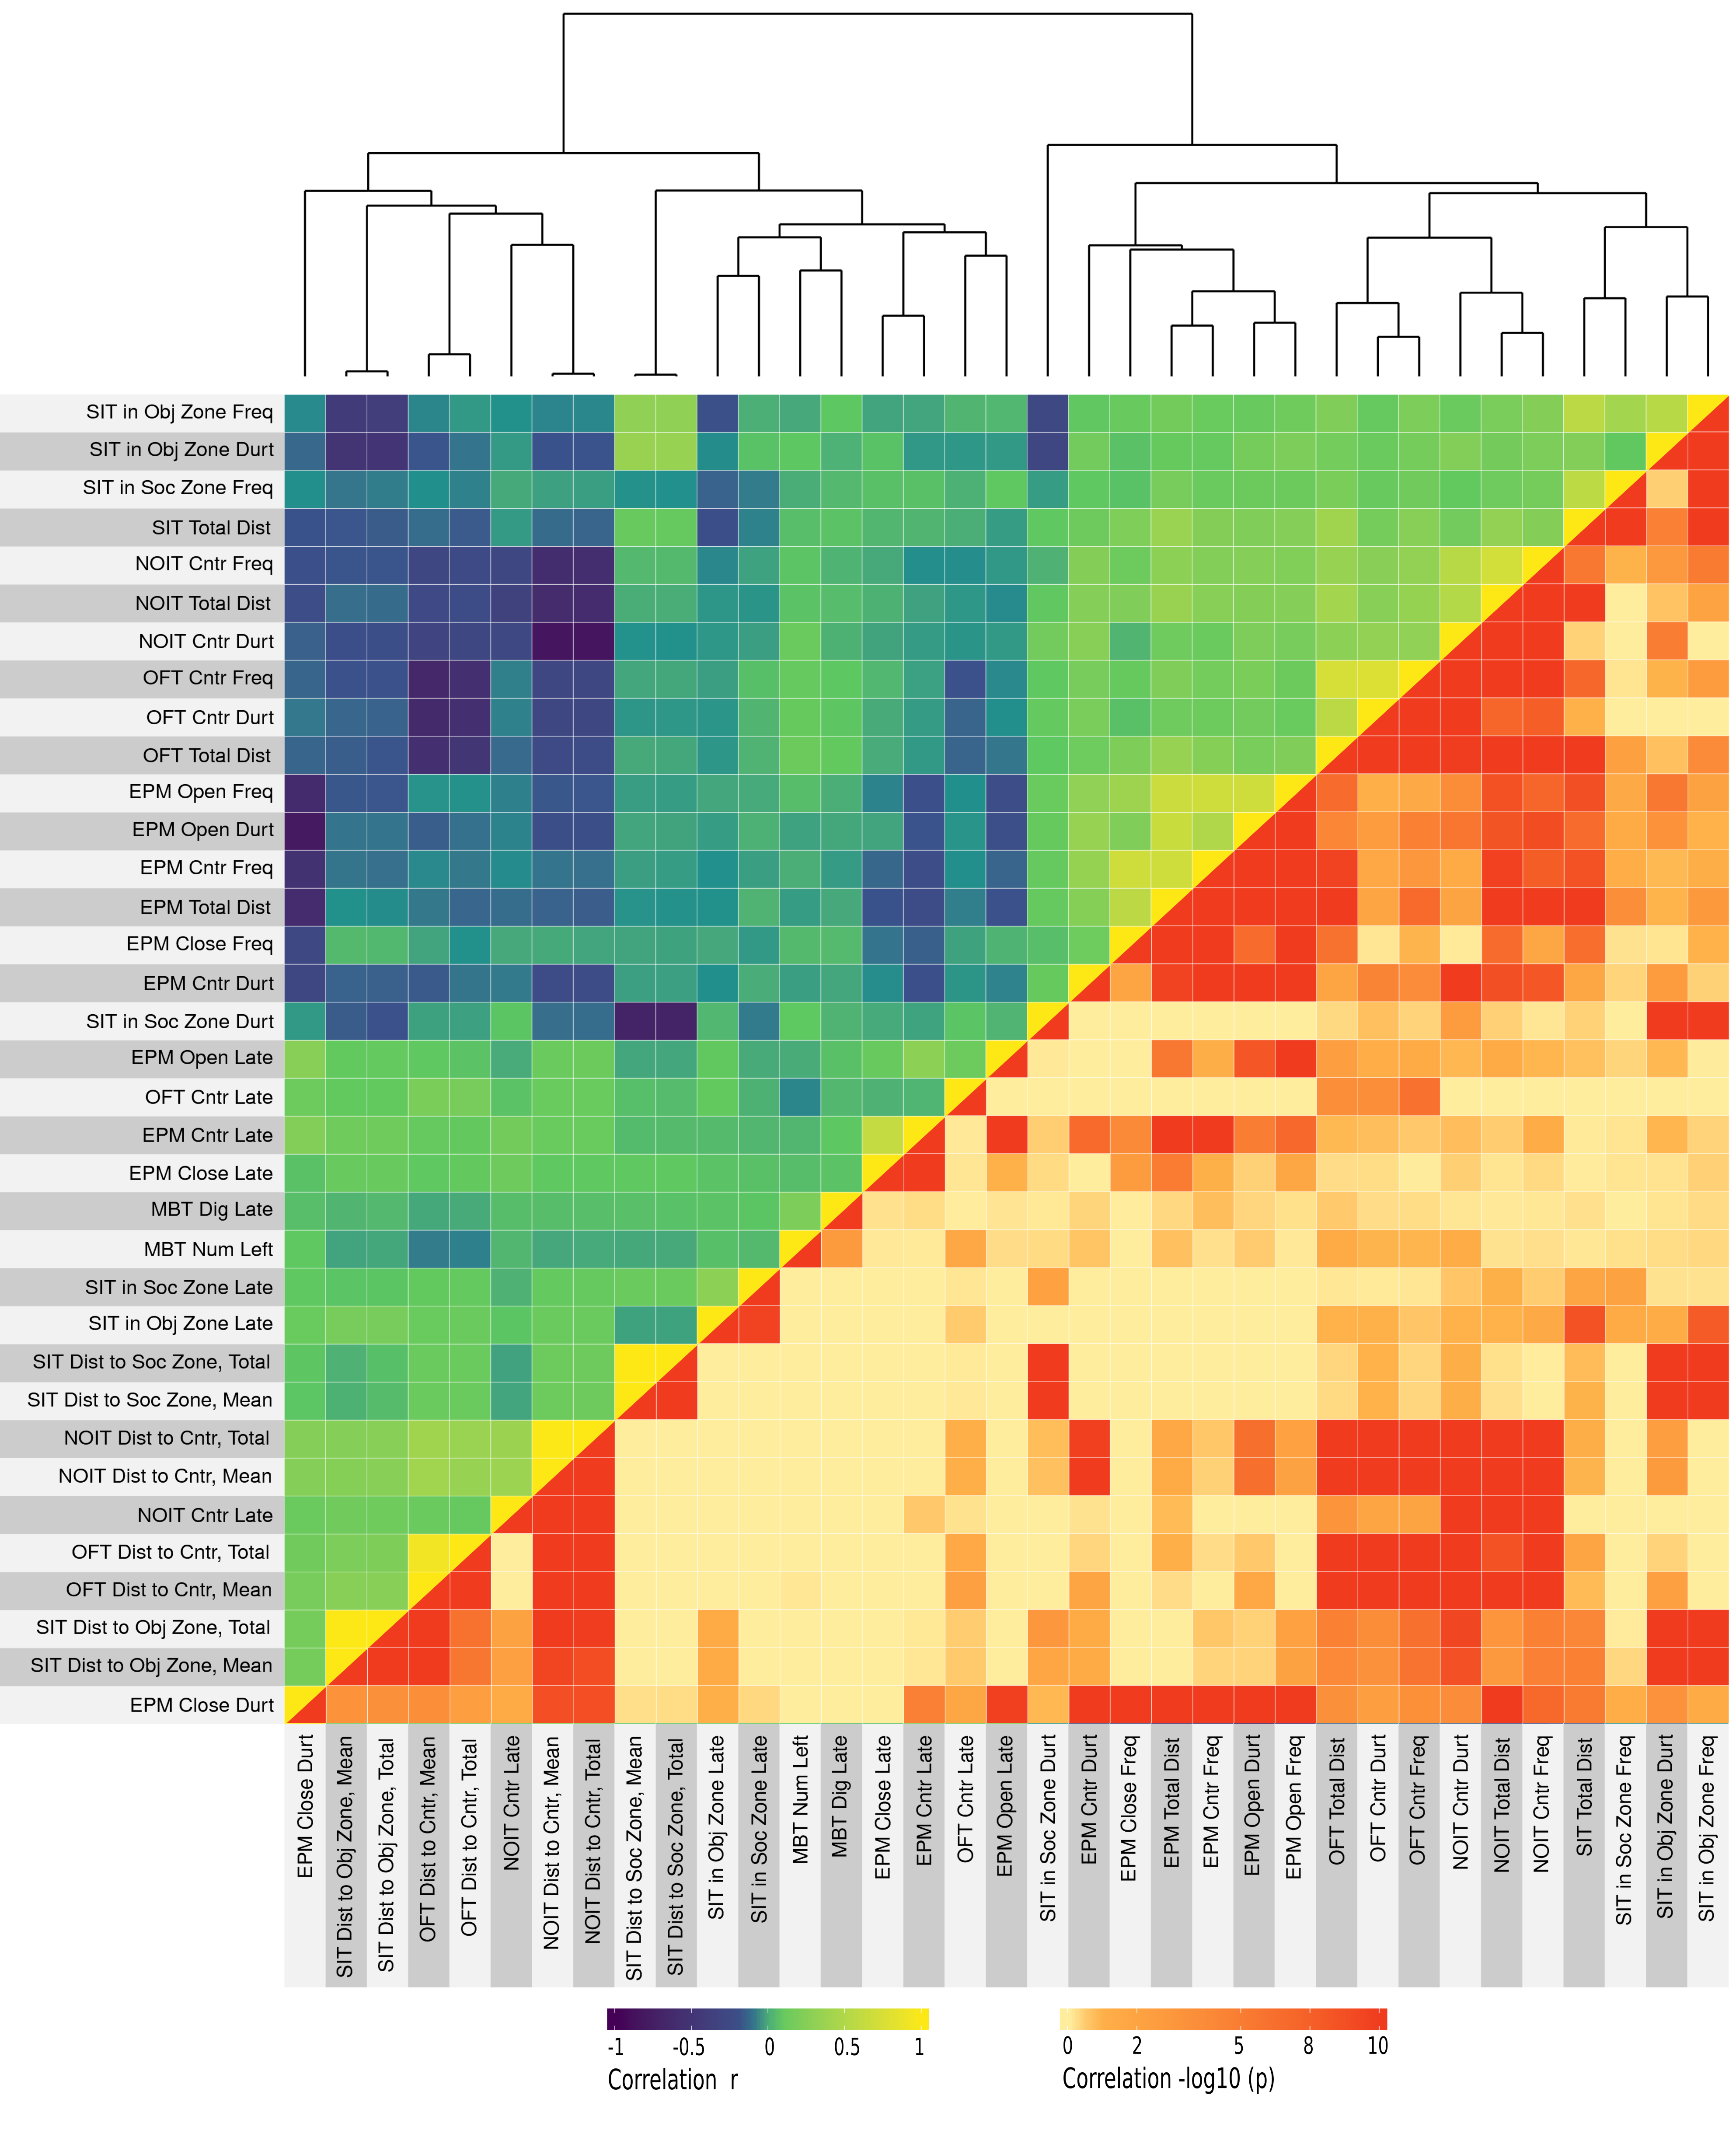 SIT in Obj Zone Freq
SIT in Obj Zone Durt
SIT in Soc Zone Freq
SIT Total Dist
NOIT Cntr Freq
NOIT Total Dist
NOIT Cntr Durt
OFT Cntr Freq
OFT Cntr Durt
OFT Total Dist
EPM Open Freq
EPM Open Durt
EPM Cntr Freq
EPM Total Dist
EPM Close Freq
EPM Cntr Durt
SIT in Soc Zone Durt
EPM Open Late
OFT Cntr Late
EPM Cntr Late
EPM Close Late
MBT Dig Late
MBT Num Left
SIT in Soc Zone Late
SIT in Obj Zone Late
SIT Dist to Soc Zone, Total
SIT Dist to Soc Zone, Mean
NOIT Dist to Cntr, Total
NOIT Dist to Cntr, Mean
NOIT Cntr Late
OFT Dist to Cntr, Total
OFT Dist to Cntr, Mean
SIT Dist to Obj Zone, Total
SIT Dist to Obj Zone, Mean
EPM Close Durt
EPM Close Durt
SIT Dist to Obj Zone, Mean
SIT Dist to Obj Zone, Total
OFT Dist to Cntr, Mean
OFT Dist to Cntr, Total
NOIT Cntr Late
NOIT Dist to Cntr, Mean
NOIT Dist to Cntr, Total
SIT Dist to Soc Zone, Mean
SIT Dist to Soc Zone, Total
SIT in Obj Zone Late
SIT in Soc Zone Late
MBT Num Left
MBT Dig Late
EPM Close Late
EPM Cntr Late
OFT Cntr Late
EPM Open Late
SIT in Soc Zone Durt
EPM Cntr Durt
EPM Close Freq
EPM Total Dist
EPM Cntr Freq
EPM Open Durt
EPM Open Freq
OFT Total Dist
OFT Cntr Durt
OFT Cntr Freq
NOIT Cntr Durt
NOIT Total Dist
NOIT Cntr Freq
SIT Total Dist
SIT in Soc Zone Freq
SIT in Obj Zone Durt
SIT in Obj Zone Freq
-1 -0.5 0 0.5 1
Correlation r
0 2 5 8 10
Correlation -log10 (p)